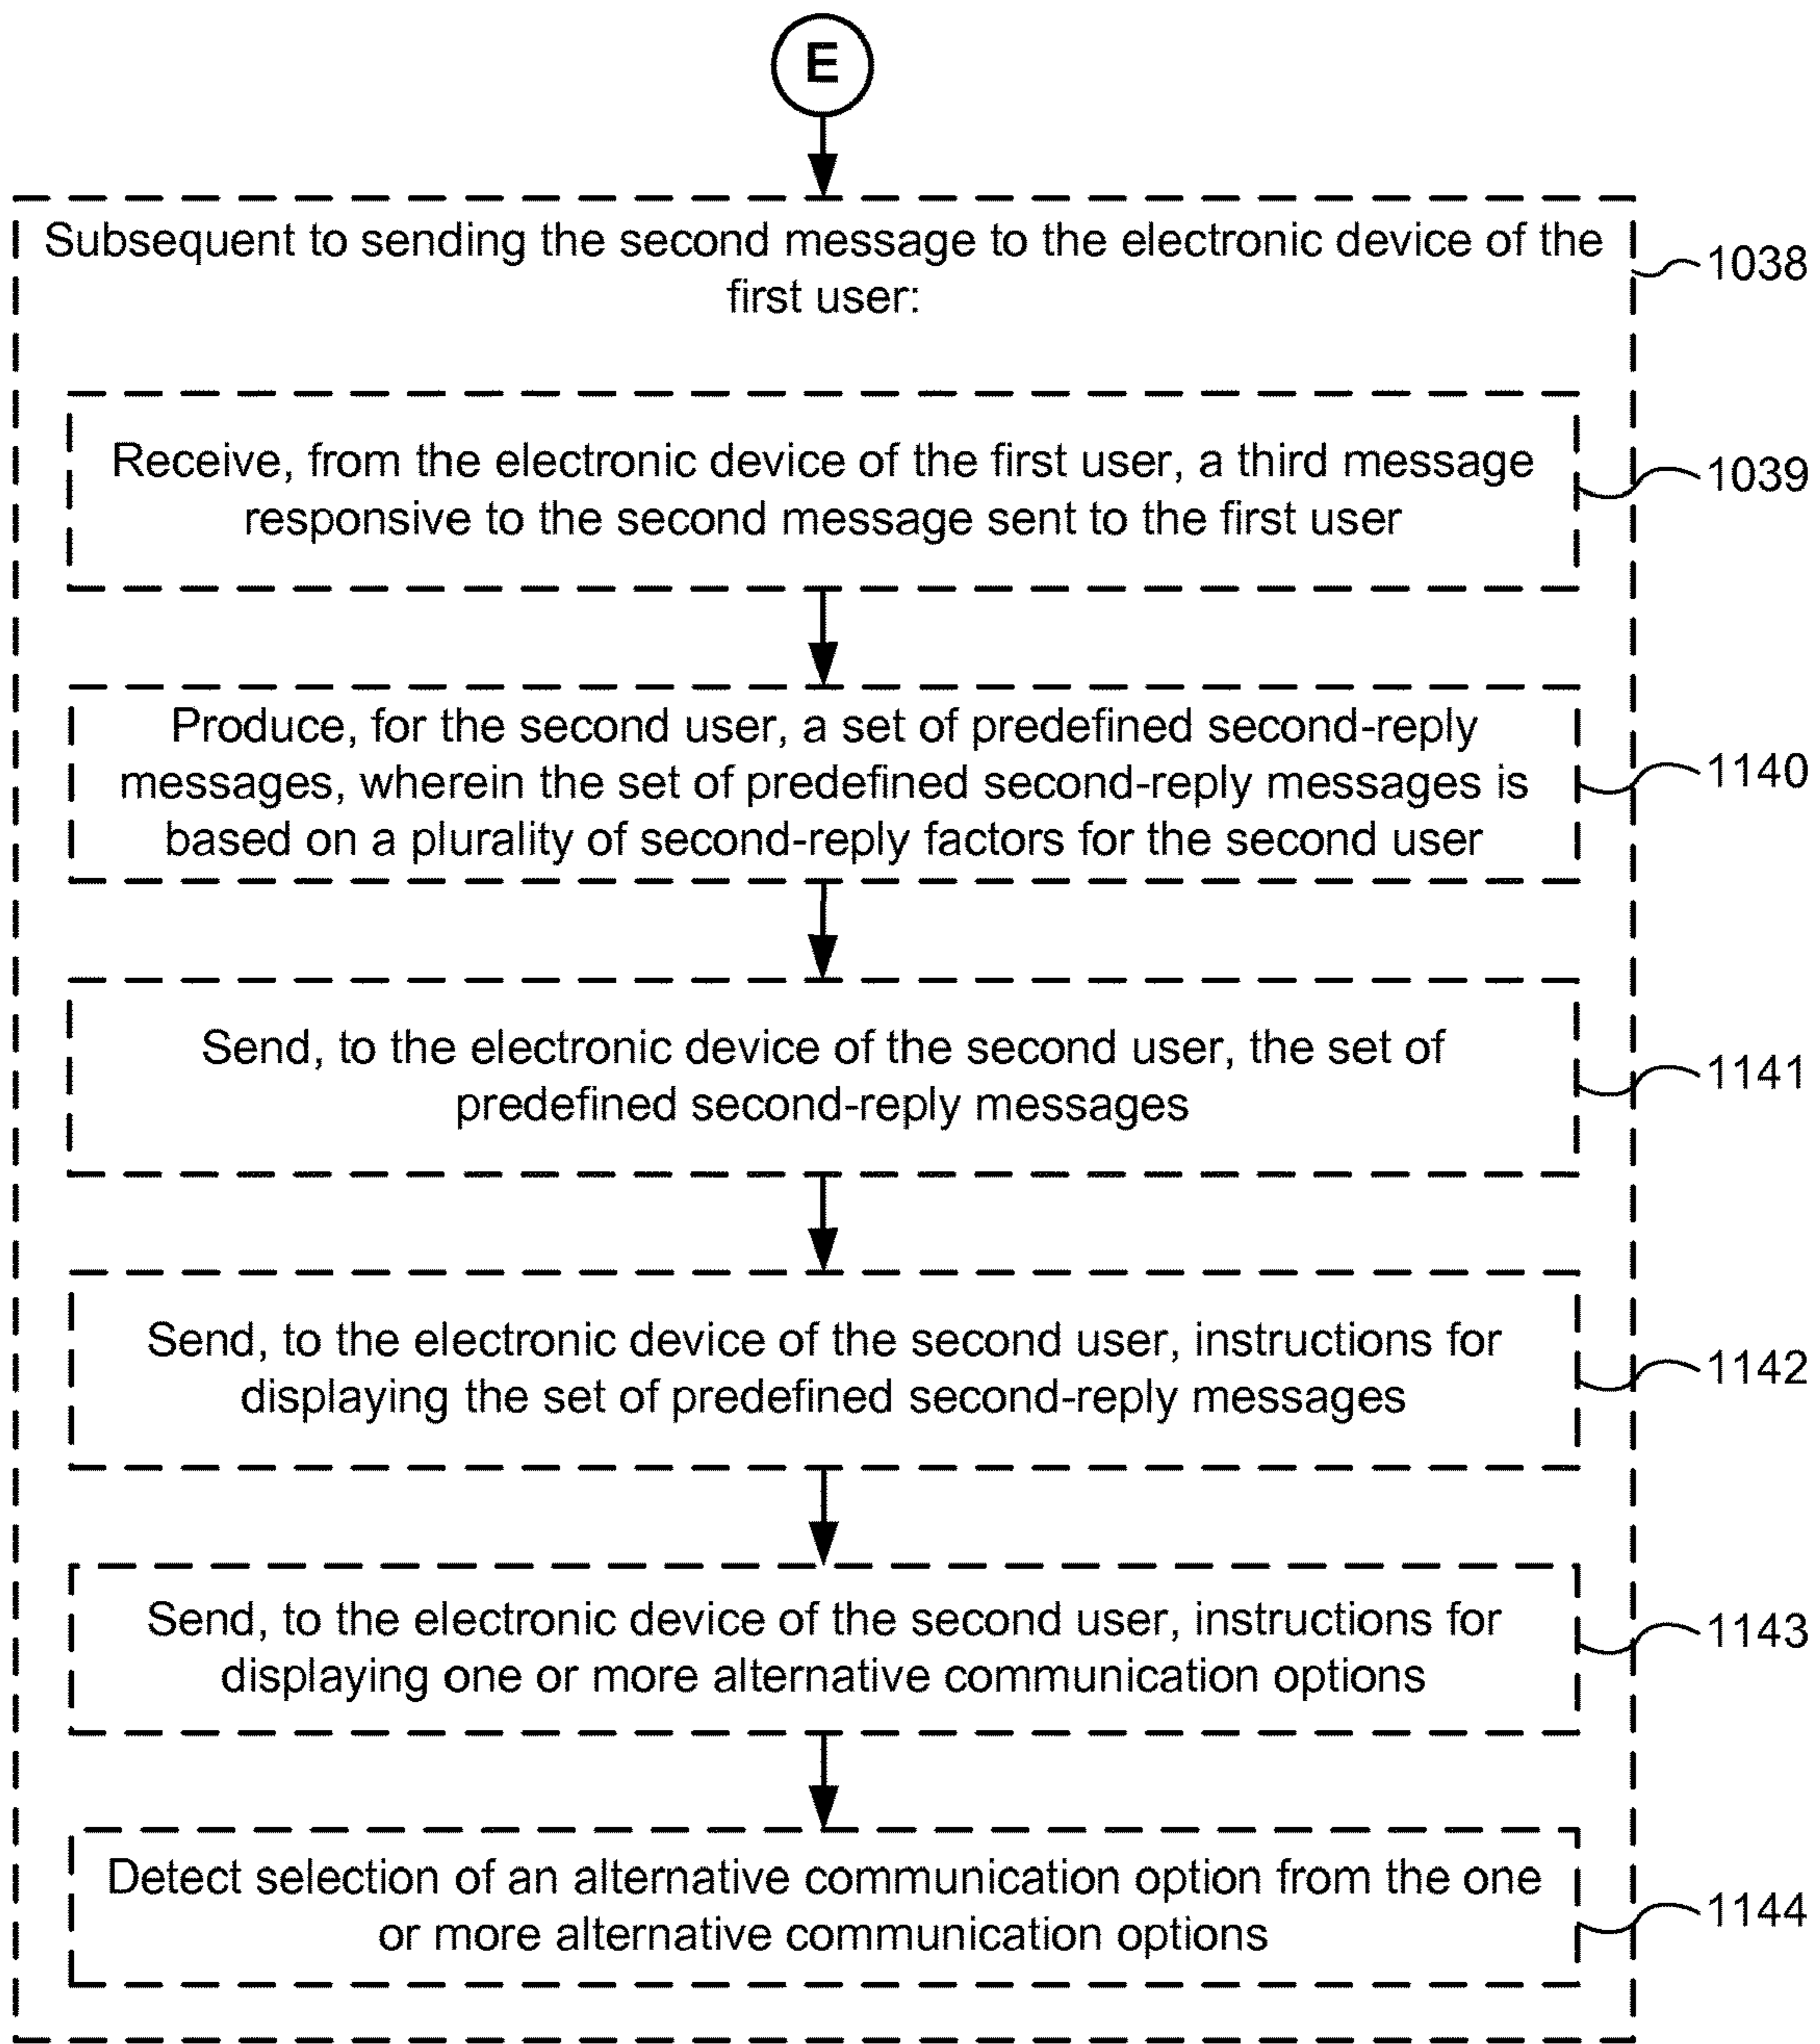 E
Subsequent to sending the second message to the electronic device of the
first user:
1038
Receive, from the electronic device of the first user, a third message
responsive to the second message sent to the first user
1039
Produce, for the second user, a set of predefined second-reply
messages, wherein the set of predefined second-reply messages is
based on a plurality of second-reply factors for the second user
1140
Send, to the electronic device of the second user, the set of
predefined second-reply messages
1141
Send, to the electronic device of the second user, instructions for
displaying the set of predefined second-reply messages
1142
Send, to the electronic device of the second user, instructions for
displaying one or more alternative communication options
1143
Detect selection of an alternative communication option from the one
or more alternative communication options
1144